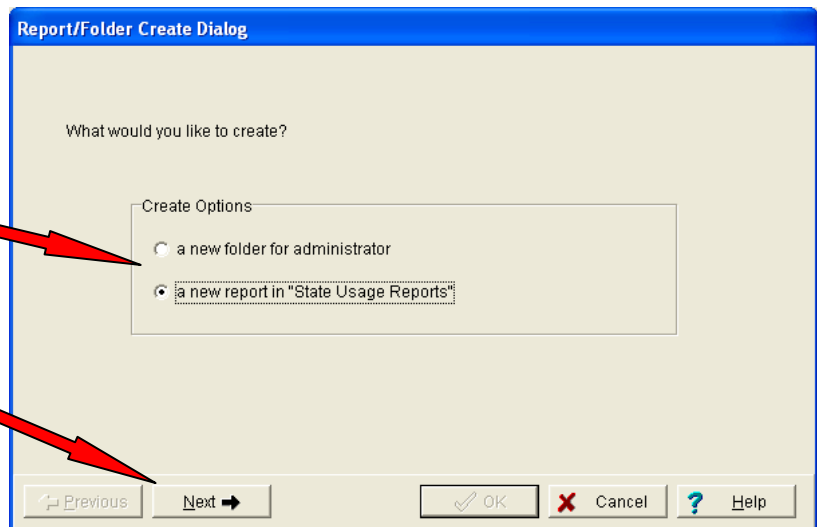 Report/Folder Create Dialog
What would you like to create?
Create Options
a new folder for administrator
a new report in "State Usage Reports"
Previous Next OK Cancel ? Help